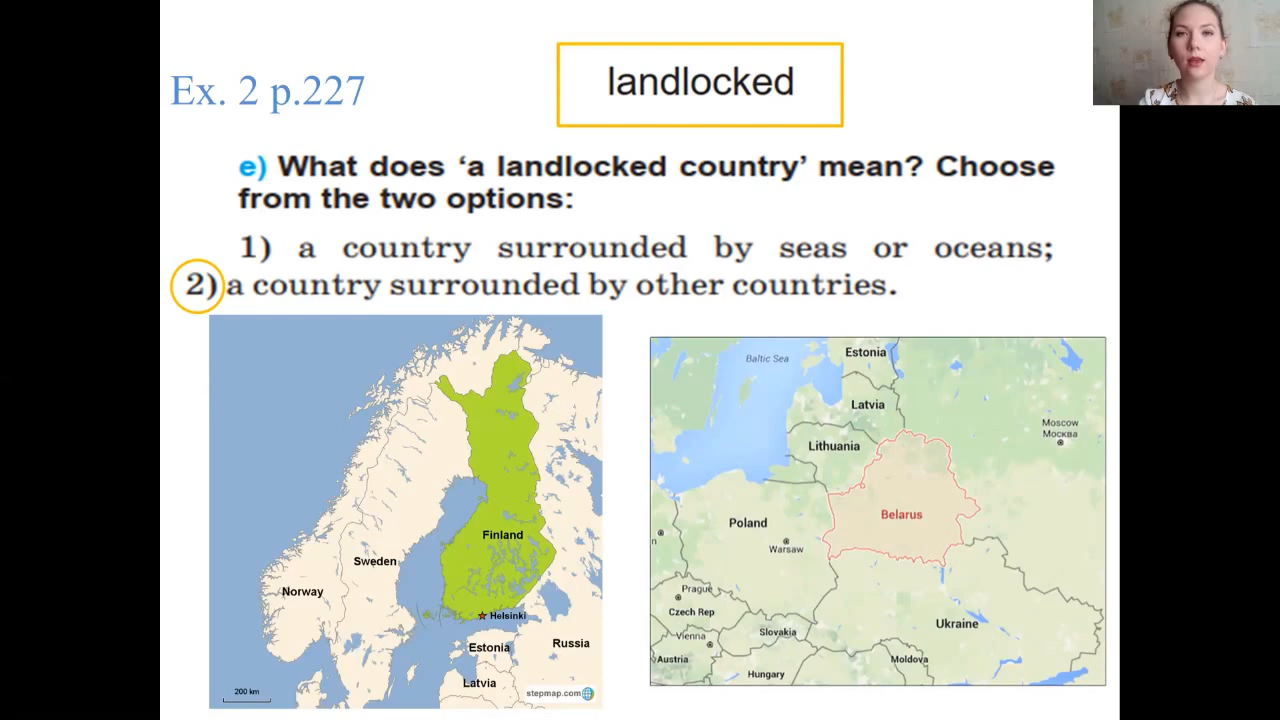 Ex. 2 p.227
landlocked
e) What does ‘a landlocked country’ mean? Choose
from the two options:
1) a country surrounded by seas or oceans;
2) a country surrounded by other countries.
Finland
Sweden
Norway
Helsinki
Estonia
Russia
Latvia
200 km
stepmap.com
Baltic Sea
Estonia
Latvia
Moscow
Москва
Lithuania
Belarus
Poland
Warsaw
n
Prague
Czech Rep
Ukraine
Vienna
Slovakia
Austria
Moldova
Hungary